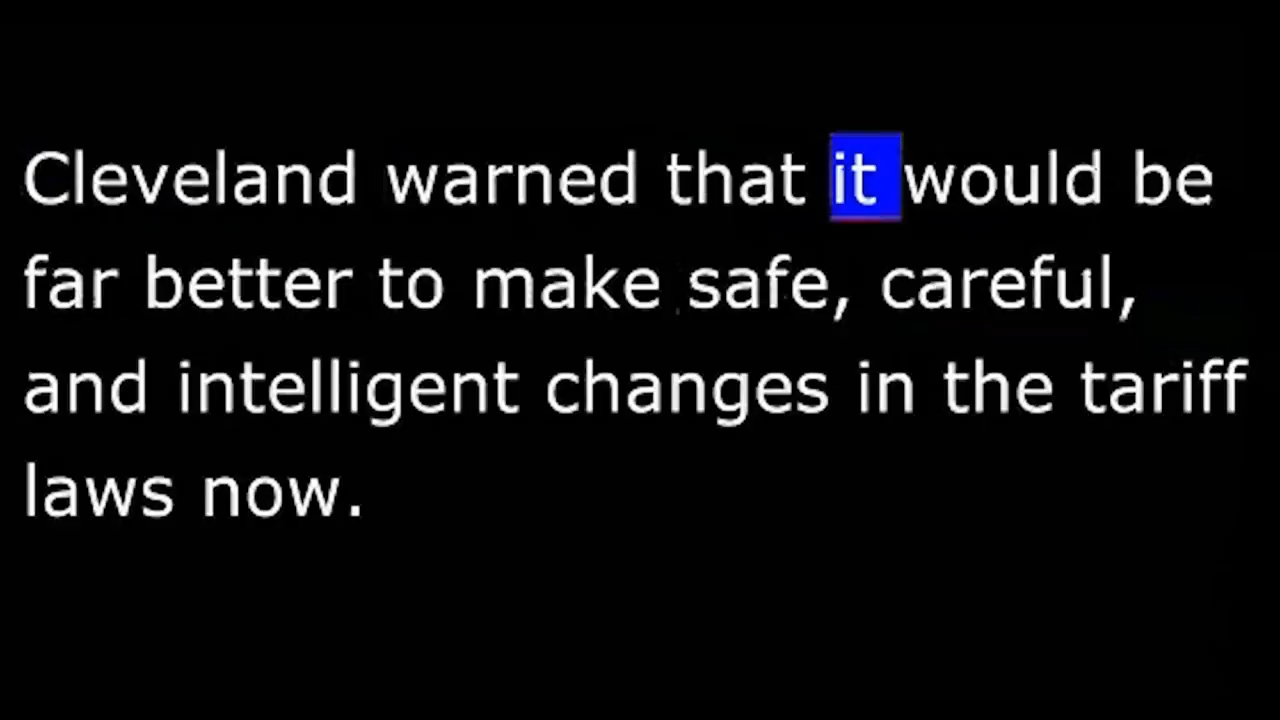 Cleveland warned that it would be
far better to make safe, careful,
and intelligent changes in the tariff
laws now.